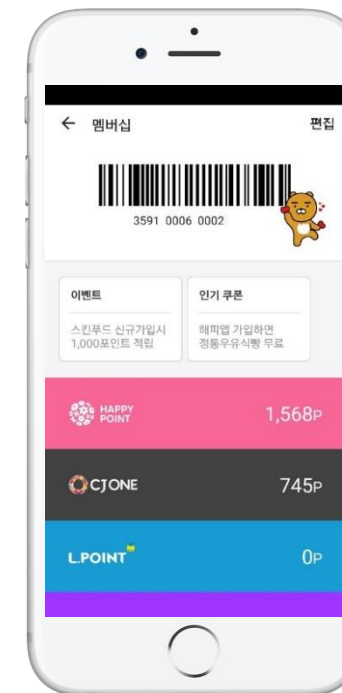 멤버십 편집
3591 0006 0002
이벤트
스킨푸드 신규가입시
1,000포인트 적립
인기 쿠폰
해피앱 가입하면
정통우유식빵 무료
HAPPY
POINT
1,568P
CJONE 745P
L.POINT 0P